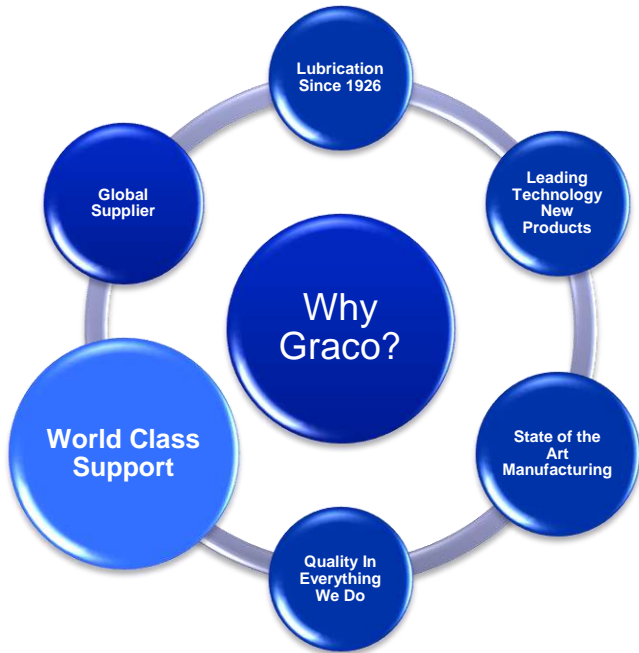 Lubrication
Since 1926
Leading
Technology
New
Products
State of the
Art
Manufacturing
Quality In
Everything
We Do
World Class
Support
Global
Supplier
Why
Graco?